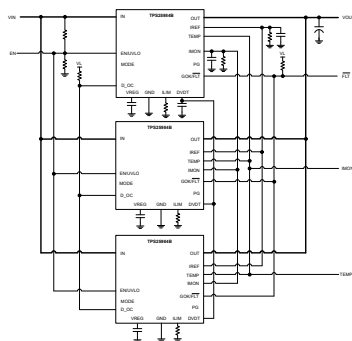 TPS25984B
VIN
IN
OUT
VOUT
IREF
TEMP
EN
EN/UVLO
IMON
VL
MODE
PG
VL
D_OC
GOK/FLT
FLT
VREG GND ILIM DVDT
TPS25984B
IN
OUT
IREF
TEMP
IMON
EN/UVLO
IMON
MODE
GOK/FLT
D_OC
PG
VREG GND ILIM DVDT
TPS25984B
IN
OUT
IREF
TEMP
TEMP
IMON
EN/UVLO
GOK/FLT
MODE
PG
D_OC
DVDT
VREG GND ILIM